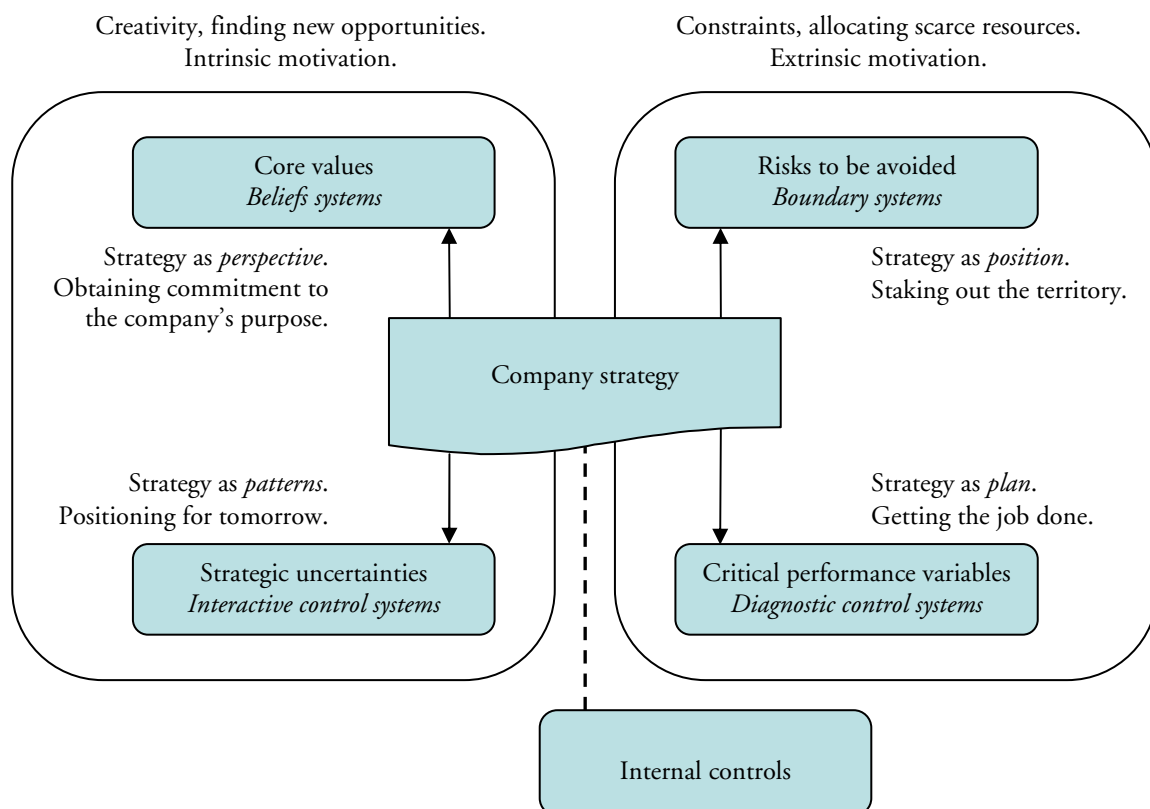 Creativity, finding new opportunities.
Intrinsic motivation.
Constraints, allocating scarce resources.
Extrinsic motivation.
Core values
Beliefs systems
Risks to be avoided
Boundary systems
Strategy as perspective.
Obtaining commitment to
the company’s purpose.
Strategy as position.
Staking out the territory.
Company strategy
Strategy as patterns.
Positioning for tomorrow.
Strategy as plan.
Getting the job done.
Strategic uncertainties
Interactive control systems
Critical performance variables
Diagnostic control systems
Internal controls